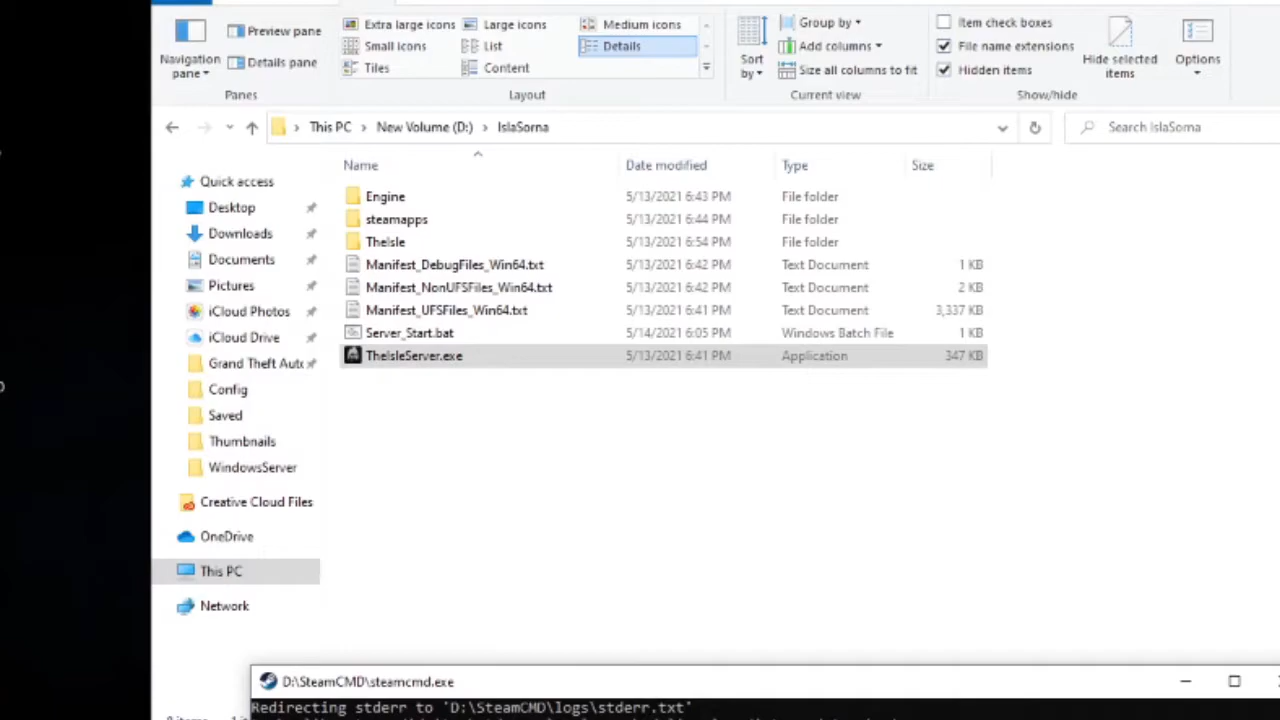 Navigation pane
Preview pane
Details pane
Panes
Extra large icons Large icons Medium icons
Small icons List Details
Tiles Content
Layout
Sort by
Group by
Add columns
Size all columns to fit
Current view
Item check boxes
File name extensions
Hidden items
Hide selected items
Show/hide
Options
This PC > New Volume (D:) > IslaSorna
Search IslaSorna
Name Date modified Type Size
Quick access
Desktop
Downloads
Documents
Pictures
iCloud Photos
iCloud Drive
Grand Theft Auto
Config
Saved
Thumbnails
WindowsServer
Creative Cloud Files
OneDrive
This PC
Network
Engine 5/13/2021 6:43 PM File folder
steamapps 5/13/2021 6:44 PM File folder
TheIsle 5/13/2021 6:54 PM File folder
Manifest_DebugFiles_Win64.txt 5/13/2021 6:42 PM Text Document 1 KB
Manifest_NonUFSFiles_Win64.txt 5/13/2021 6:42 PM Text Document 2 KB
Manifest_UFSFiles_Win64.txt 5/13/2021 6:41 PM Text Document 3,337 KB
Server_Start.bat 5/14/2021 6:05 PM Windows Batch File 1 KB
TheIsleServer.exe 5/13/2021 6:41 PM Application 347 KB
D:\SteamCMD\steamcmd.exe
Redirecting stderr to 'D:\SteamCMD\logs\stderr.txt'